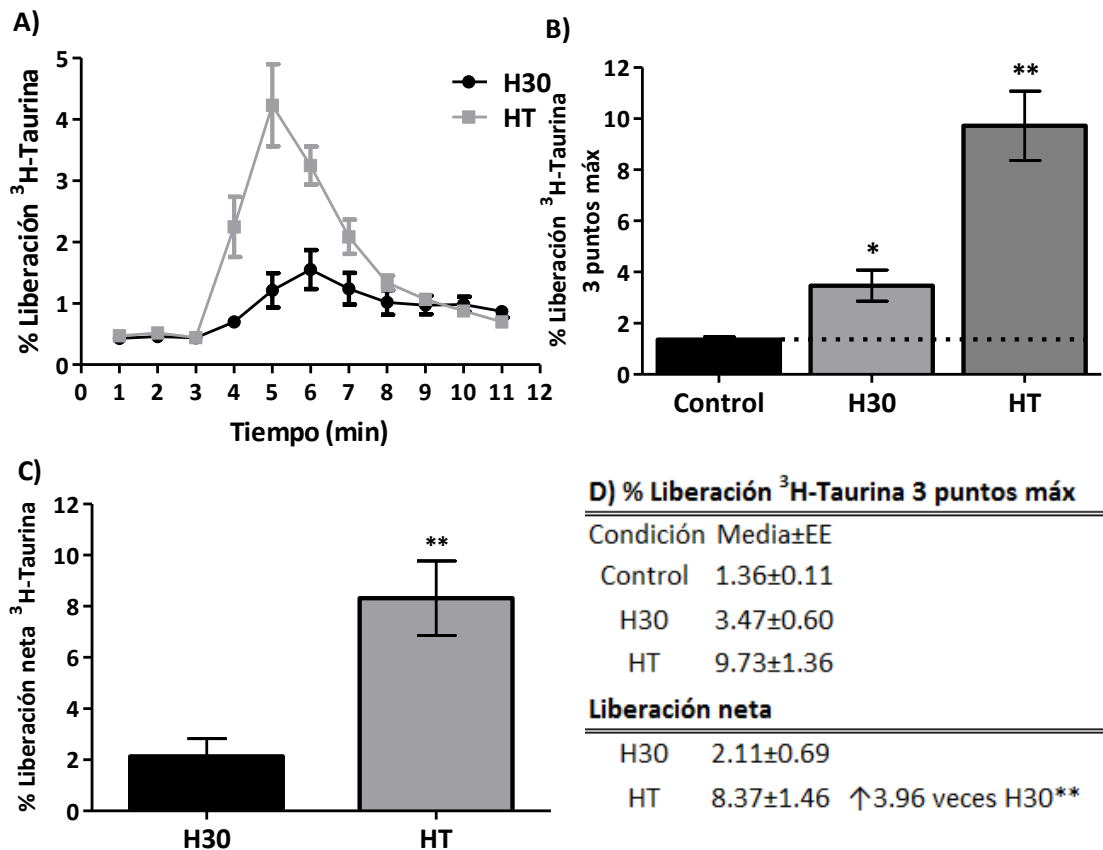 A)
% Liberación ³H-Taurina
5
4
3
2
1
0
0 1 2 3 4 5 6 7 8 9 10 11 12
Tiempo (min)
H30
HT
B)
% Liberación ³H-Taurina
3 puntos máx
12
10
8
6
4
2
0
*
**
Control H30 HT
C)
% Liberación neta ³H-Taurina
12
10
8
6
4
2
0
**
H30 HT
D) % Liberación ³H-Taurina 3 puntos máx
Condición Media±EE
Control 1.36±0.11
H30 3.47±0.60
HT 9.73±1.36
Liberación neta
H30 2.11±0.69
HT 8.37±1.46 ↑3.96 veces H30**